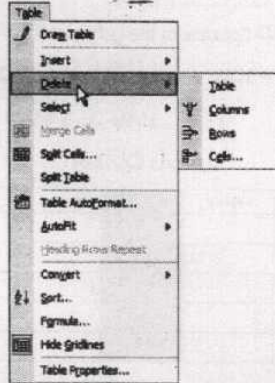 Table
Draw Table
Insert
Delete
Select
Merge Cells
Split Cells...
Split Table
Table AutoFormat...
AutoFit
Heading Rows Repeat
Convert
Sort...
Formula...
Hide Gridlines
Table Properties...
Table
Columns
Rows
Cells...